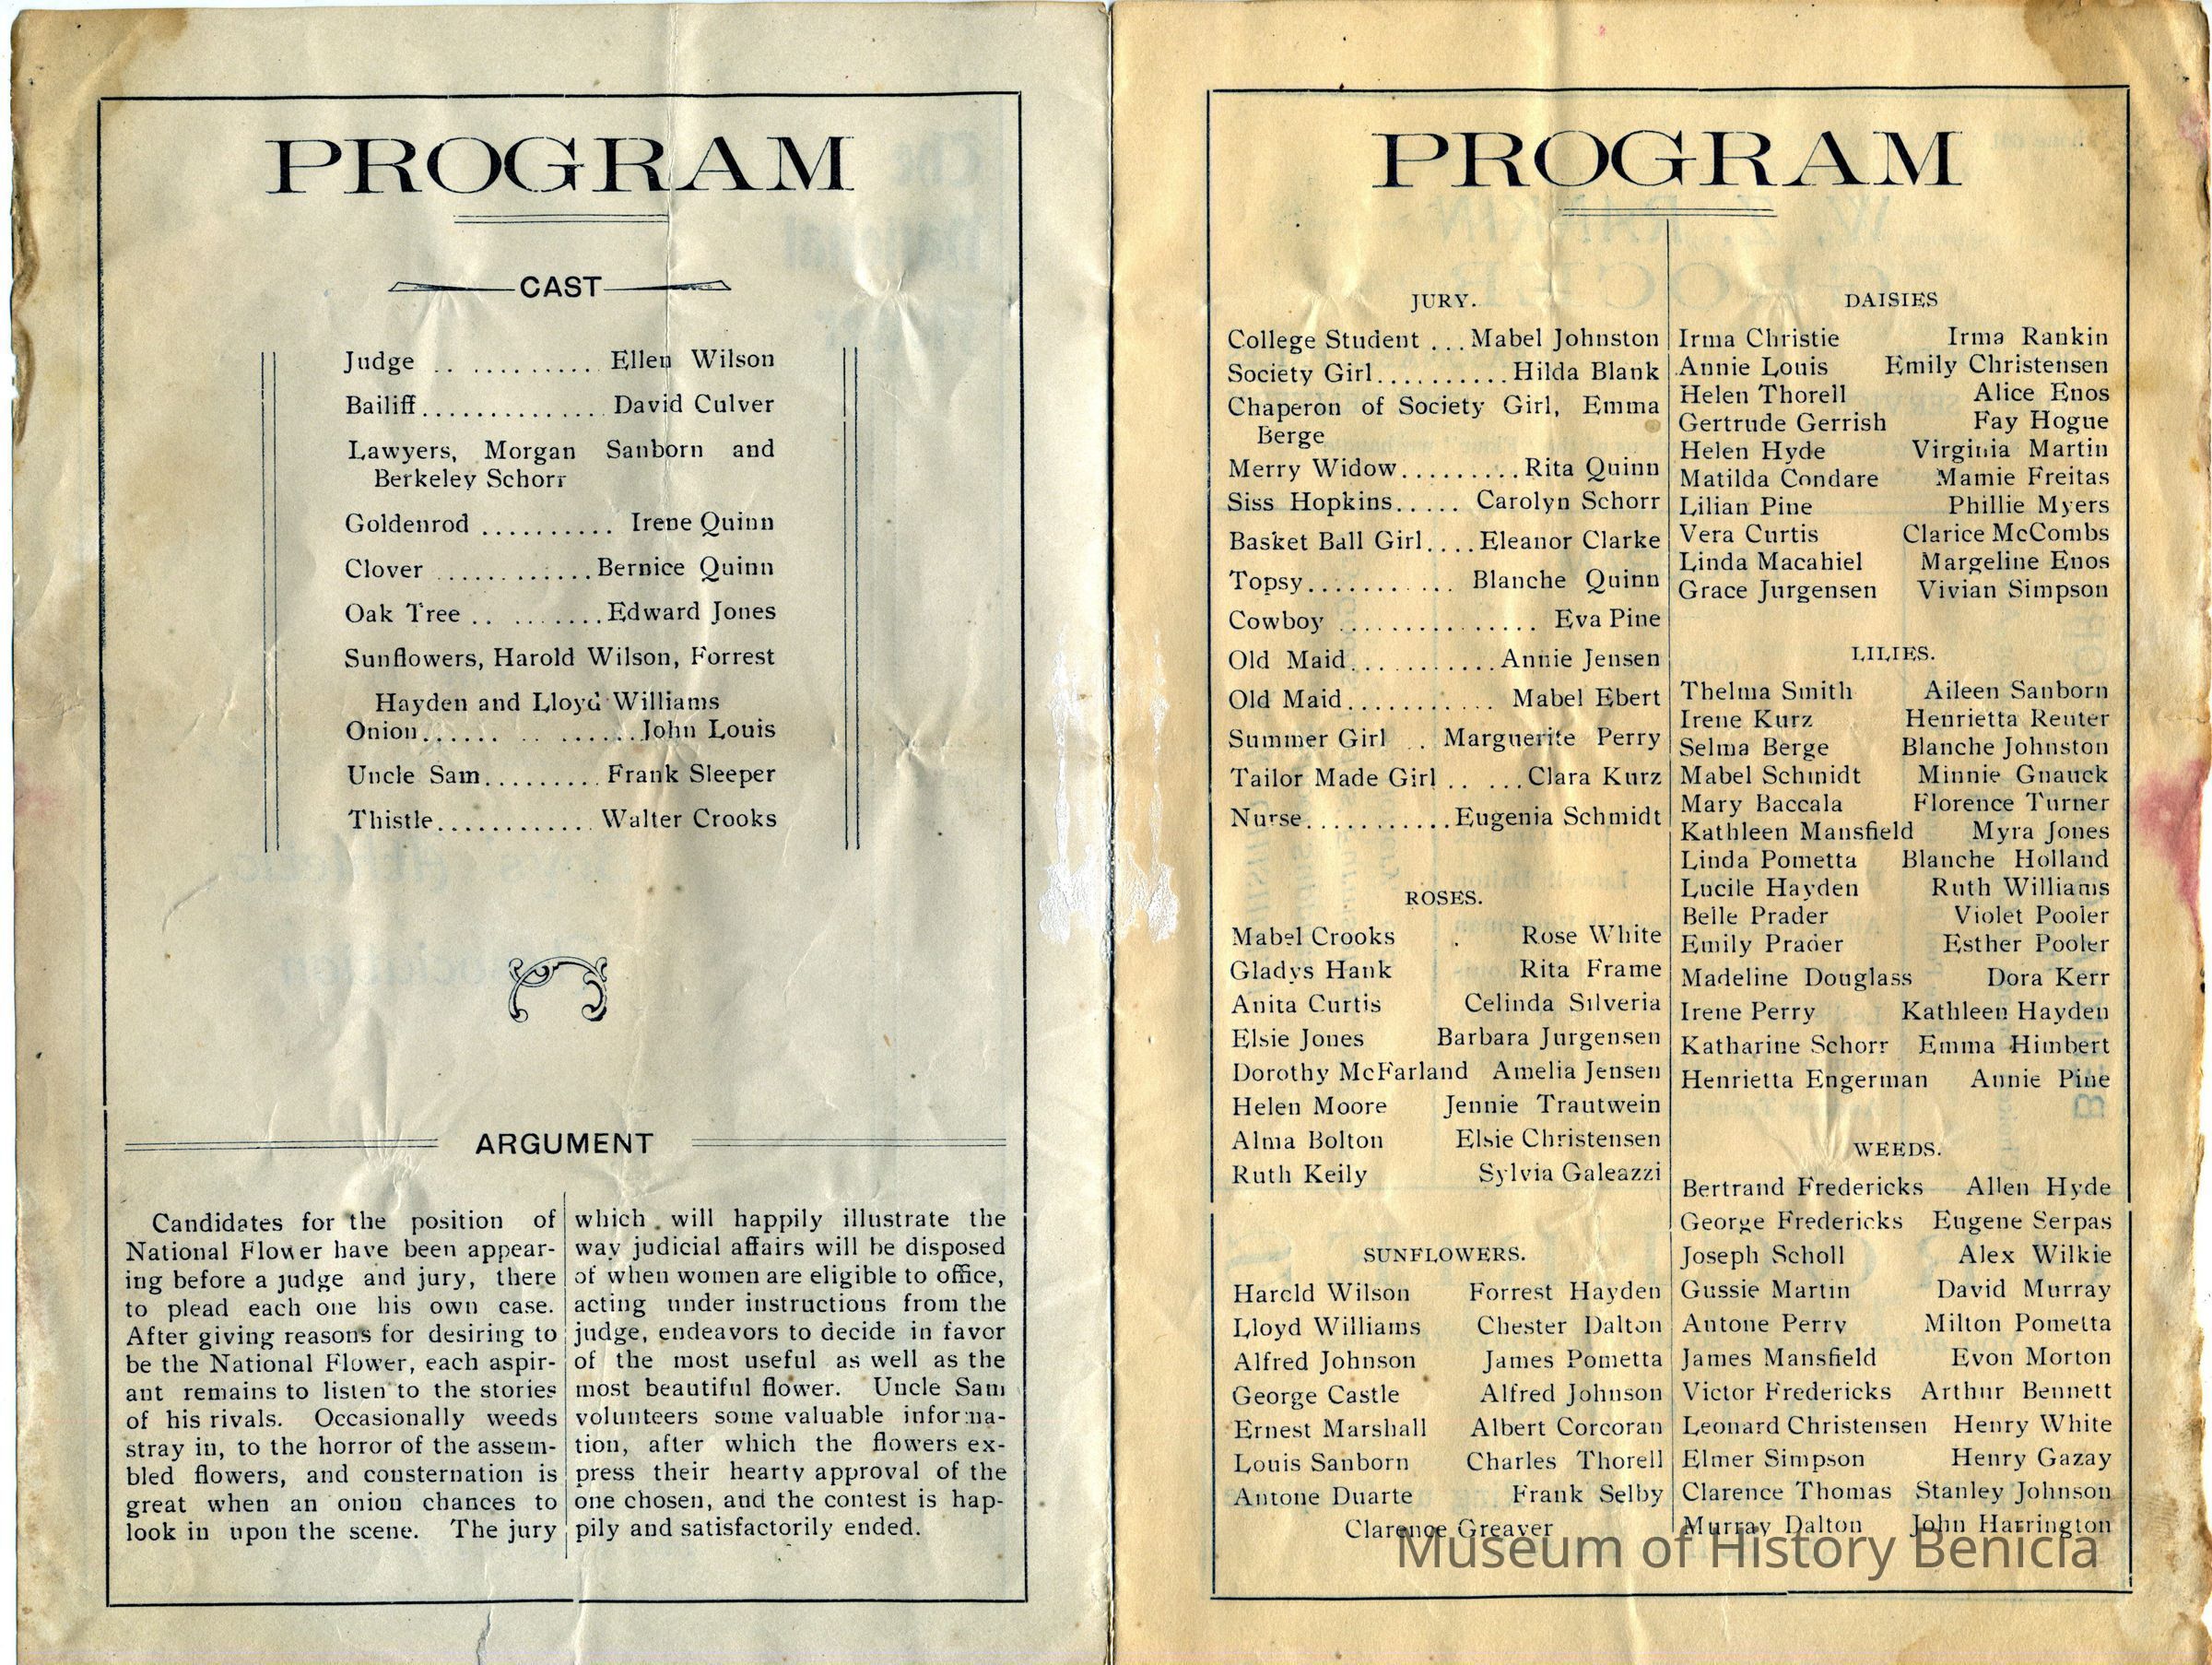 PROGRAM
CAST
Judge .. .......... Ellen Wilson
Bailiff.............. David Culver
Lawyers, Morgan Sanborn and
Berkeley Schorr
Goldenrod .......... Irene Quinn
Clover ............Bernice Quinn
Oak Tree .. ........Edward Jones
Sunflowers, Harold Wilson, Forrest
Hayden and Lloyd Williams
Onion...... .. .......John Louis
Uncle Sam......... Frank Sleeper
Thistle............ Walter Crooks
ARGUMENT
Candidates for the position of
National Flower have been appear-
ing before a judge and jury, there
to plead each one his own case.
After giving reasons for desiring to
be the National Flower, each aspir-
ant remains to listen to the stories
of his rivals. Occasionally weeds
stray in, to the horror of the assem-
bled flowers, and consternation is
great when an onion chances to
look in upon the scene. The jury
which will happily illustrate the
way judicial affairs will be disposed
of when women are eligible to office,
acting under instructions from the
judge, endeavors to decide in favor
of the most useful as well as the
most beautiful flower. Uncle Sam
volunteers some valuable informa-
tion, after which the flowers ex-
press their hearty approval of the
one chosen, and the contest is hap-
pily and satisfactorily ended.
PROGRAM
JURY.
College Student ...Mabel Johnston
Society Girl..........Hilda Blank
Chaperon of Society Girl, Emma
Berge
Merry Widow.........Rita Quinn
Siss Hopkins..... Carolyn Schorr
Basket Ball Girl....Eleanor Clarke
Topsy............ Blanche Quinn
Cowboy ............... Eva Pine
Old Maid...........Annie Jensen
Old Maid............ Mabel Ebert
Summer Girl .. Marguerite Perry
Tailor Made Girl .. ...Clara Kurz
Nurse...........Eugenia Schmidt
ROSES.
Mabel Crooks Rose White
Gladys Hank Rita Frame
Anita Curtis Celinda Silveria
Elsie Jones Barbara Jurgensen
Dorothy McFarland Amelia Jensen
Helen Moore Jennie Trautwein
Alma Bolton Elsie Christensen
Ruth Keily Sylvia Galeazzi
SUNFLOWERS.
Harold Wilson Forrest Hayden
Lloyd Williams Chester Dalton
Alfred Johnson James Pometta
George Castle Alfred Johnson
Ernest Marshall Albert Corcoran
Louis Sanborn Charles Thorell
Antone Duarte Frank Selby
Clarence Greaver
DAISIES
Irma Christie Irma Rankin
Annie Louis Emily Christensen
Helen Thorell Alice Enos
Gertrude Gerrish Fay Hogue
Helen Hyde Virginia Martin
Matilda Condare Mamie Freitas
Lilian Pine Phillie Myers
Vera Curtis Clarice McCombs
Linda Macahiel Margeline Enos
Grace Jurgensen Vivian Simpson
LILIES.
Thelma Smith Aileen Sanborn
Irene Kurz Henrietta Reuter
Selma Berge Blanche Johnston
Mabel Schmidt Minnie Gnauck
Mary Baccala Florence Turner
Kathleen Mansfield Myra Jones
Linda Pometta Blanche Holland
Lucile Hayden Ruth Williams
Belle Prader Violet Pooler
Emily Prader Esther Pooler
Madeline Douglass Dora Kerr
Irene Perry Kathleen Hayden
Katharine Schorr Emma Himbert
Henrietta Engerman Annie Pine
WEEDS.
Bertrand Fredericks Allen Hyde
George Fredericks Eugene Serpas
Joseph Scholl Alex Wilkie
Gussie Martin David Murray
Antone Perry Milton Pometta
James Mansfield Evon Morton
Victor Fredericks Arthur Bennett
Leonard Christensen Henry White
Elmer Simpson Henry Gazay
Clarence Thomas Stanley Johnson
Murray Dalton John Harrington
Museum of History Benicia